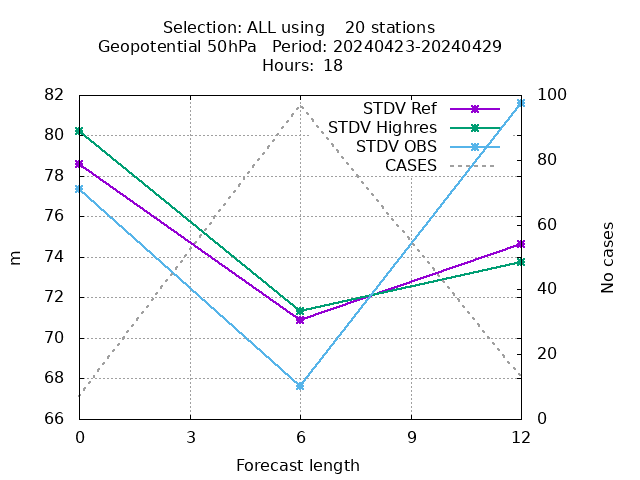 Selection: ALL using    20 stations
Geopotential 50hPa   Period: 20240423-20240429
Hours: 18
82
80
78
76
74
72
70
68
66
m
100
80
60
40
20
0
No cases
STDV Ref
STDV Highres
STDV OBS
CASES
0 3 6 9 12
Forecast length